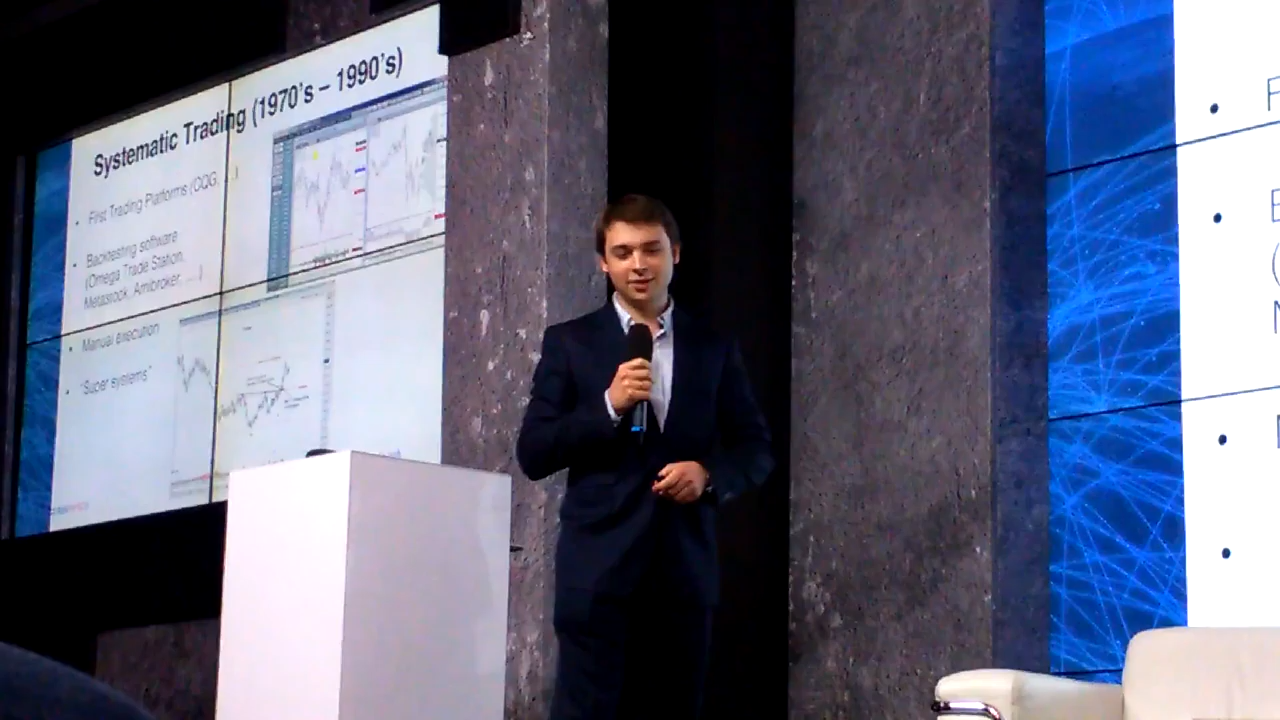 Systematic Trading (1970's – 1990's)
• First Trading Platforms (CQG, ...)
• Backtesting software
(Omega Trade Station,
Metastock, Amibroker, ...)
• Manual execution
• "Super systems"